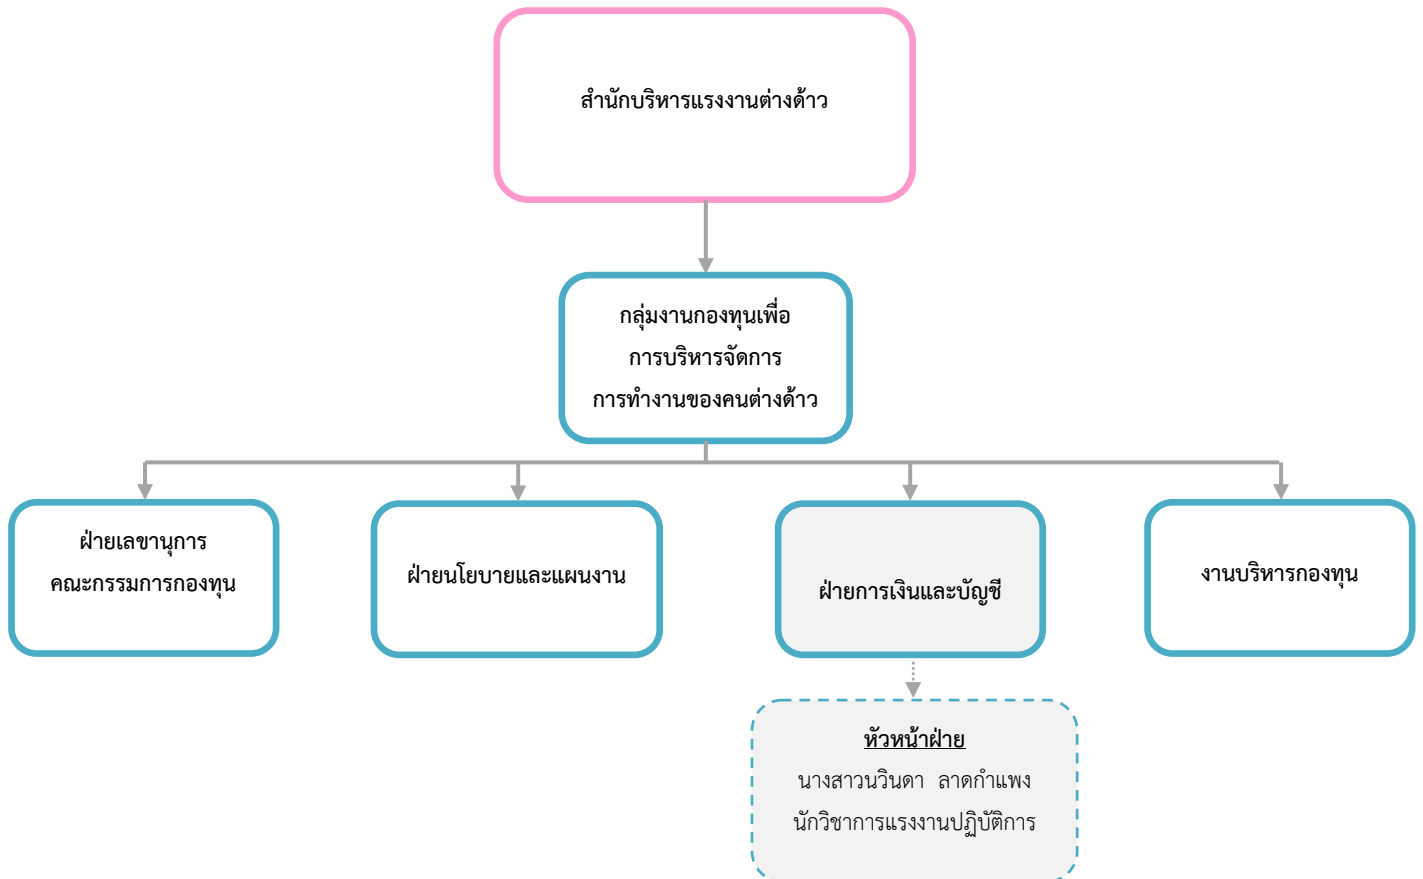 สำนักบริหารแรงงานต่างด้าว
กลุ่มงานกองทุนเพื่อ
การบริหารจัดการ
การทำงานของคนต่างด้าว
ฝ่ายเลขานุการ
คณะกรรมการกองทุน
ฝ่ายนโยบายและแผนงาน
ฝ่ายการเงินและบัญชี
งานบริหารกองทุน
หัวหน้าฝ่าย
นางสาวนวินดา ลาดกำแพง
นักวิชาการแรงงานปฏิบัติการ